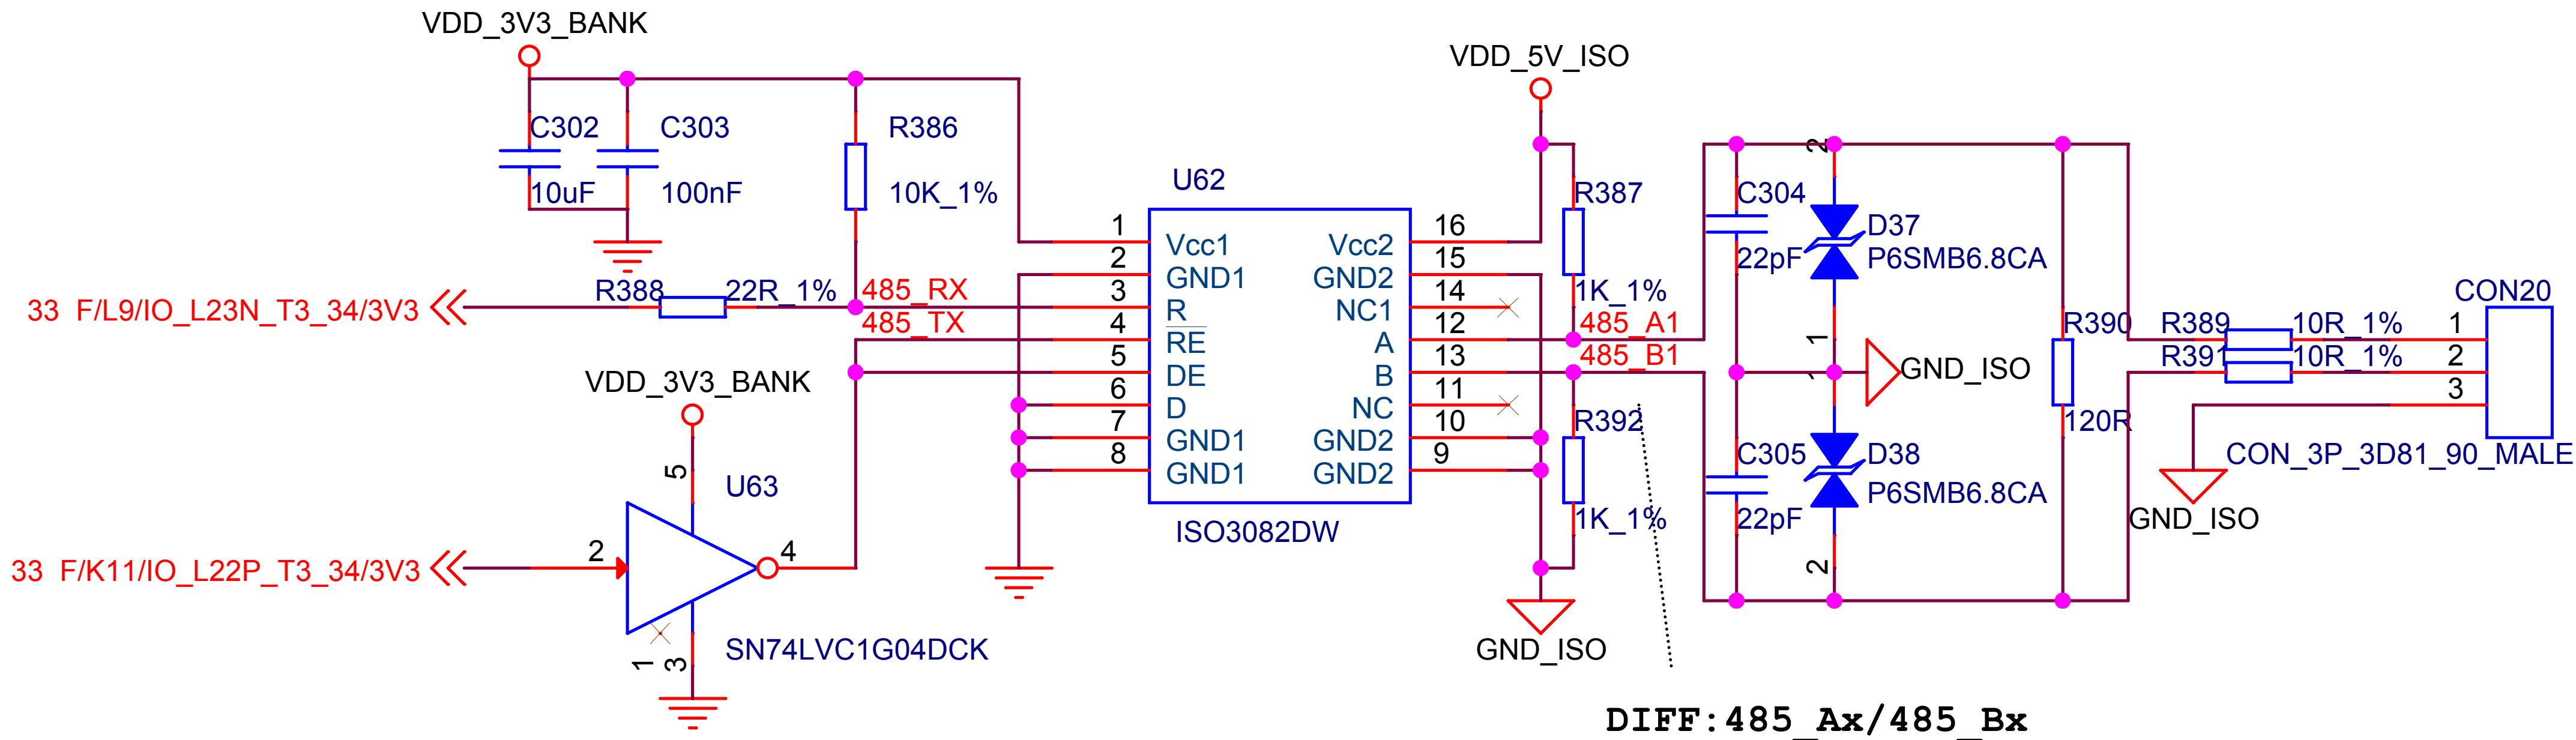 VDD_3V3_BANK
C302
10uF
C303
100nF
R386
10K_1%
33 F/L9/IO_L23N_T3_34/3V3
R388
22R_1%
485_RX
485_TX
VDD_3V3_BANK
5
U63
33 F/K11/IO_L22P_T3_34/3V3
2
4
1
3
SN74LVC1G04DCK
U62
1
2
3
4
5
6
7
8
Vcc1
GND1
R
RE
DE
D
GND1
GND1
Vcc2
GND2
NC1
A
B
NC
GND2
GND2
16
15
14
12
13
11
10
9
ISO3082DW
VDD_5V_ISO
R387
1K_1%
485_A1
485_B1
R392
1K_1%
GND_ISO
C304
22pF
2
D37
P6SMB6.8CA
1
GND_ISO
1
C305
22pF
D38
P6SMB6.8CA
2
R390
120R
R389
10R_1%
R391
10R_1%
CON20
1
2
3
CON_3P_3D81_90_MALE
GND_ISO
DIFF:485_Ax/485_Bx